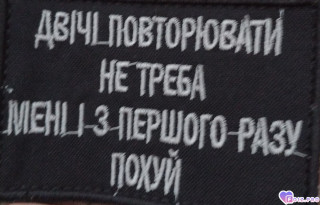 ДВІЧІ ПОВТОРЮВАТИ
НЕ ТРЕБА
МЕНІ І З ПЕРШОГО РАЗУ
ПОХУЙ